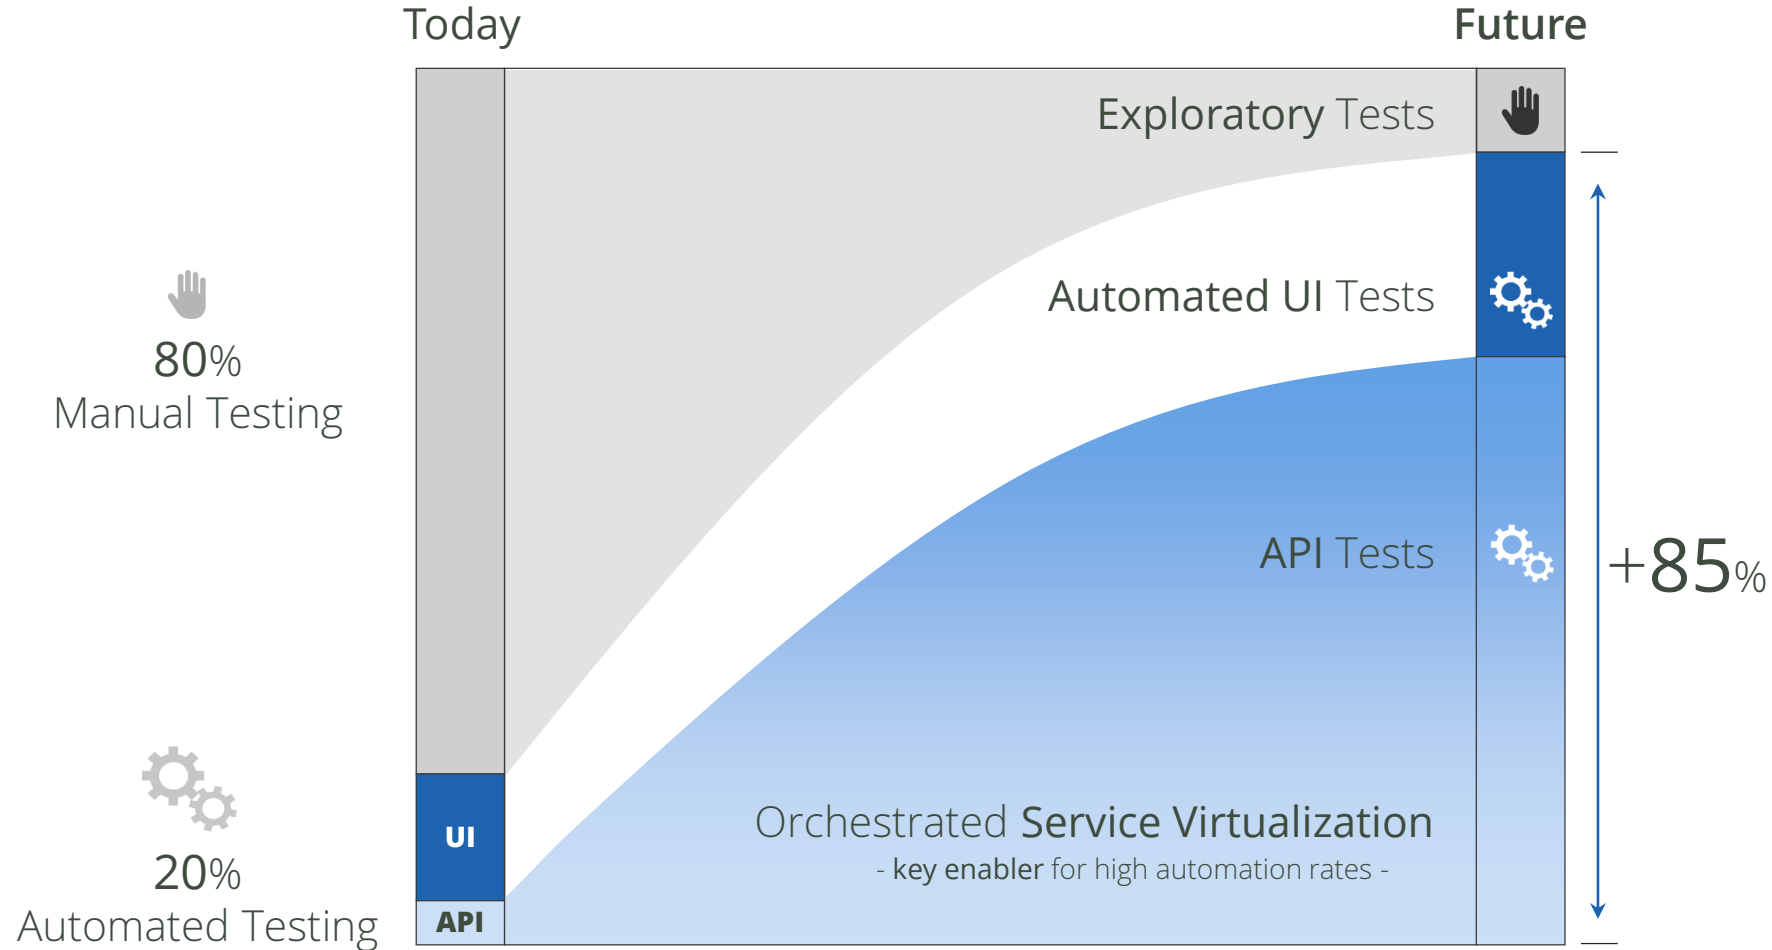 Today
Future
Exploratory Tests
Automated UI Tests
80%
Manual Testing
API Tests
+85%
UI
Orchestrated Service Virtualization
- key enabler for high automation rates -
20%
Automated Testing
API